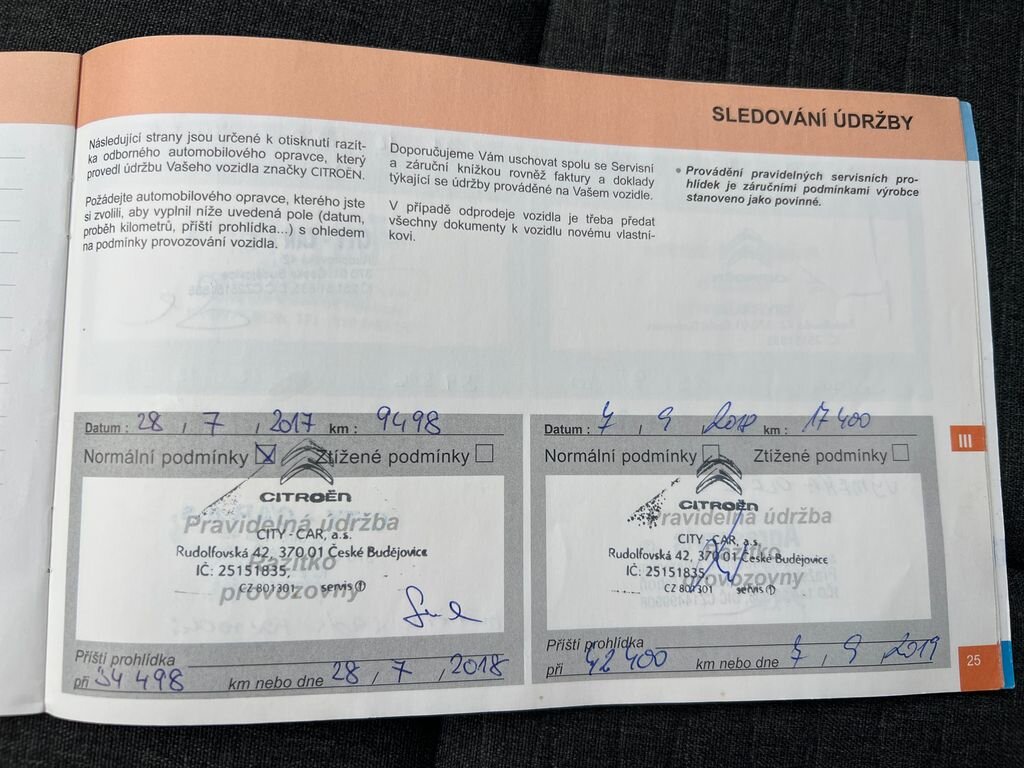 SLEDOVÁNÍ ÚDRŽBY
Následující strany jsou určené k otisknutí razít-
ka odborného automobilového opravce, který
provedl údržbu Vašeho vozidla značky CITROËN.
Požádejte automobilového opravce, kterého jste
si zvolili, aby vyplnil níže uvedená pole (datum,
proběh kilometrů, příští prohlídka...) s ohledem
na podmínky provozování vozidla.
Doporučujeme Vám uschovat spolu se Servisní
a záruční knížkou rovněž faktury a doklady
týkající se údržby prováděné na Vašem vozidle.
V případě odprodeje vozidla je třeba předat
všechny dokumenty k vozidlu novému vlastní-
kovi.
• Provádění pravidelných servisních pro-
hlídek je záručními podmínkami výrobce
stanoveno jako povinné.
Datum : 28 , 7 , 2017 km : 9498
Normální podmínky Ztížené podmínky
CITROËN
Pravidelná údržba
CITY - CAR, a.s.
Rudolfovská 42, 370 01 České Budějovice
Razítko
IČ: 25151835,
provozovny
CZ 801301 servis ①
Příští prohlídka
při 34 498 km nebo dne 28 , 7 , 2018
Datum : 7 , 9 , 2018 km : 17 400
Normální podmínky Ztížené podmínky
CITROËN
Pravidelná údržba
CITY - CAR, a.s.
Rudolfovská 42, 370 01 České Budějovice
Razítko
IČ: 25151835,
provozovny
CZ 801301 servis ①
Příští prohlídka
při 42 400 km nebo dne 7 , 9 , 2019
III
25